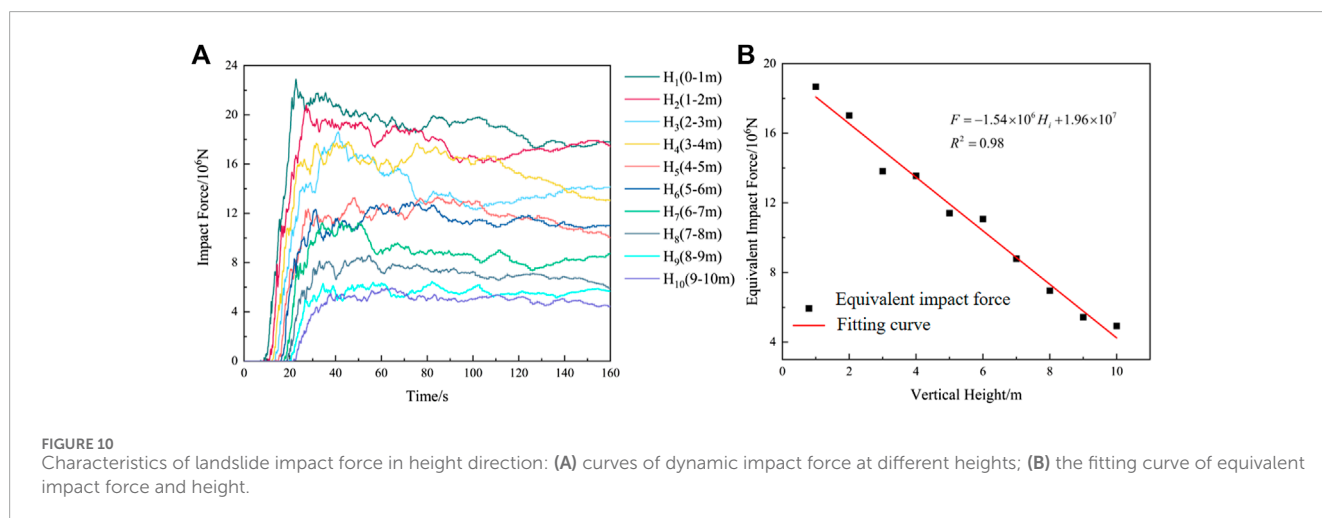 A
Impact Force/10⁶N
24
20
16
12
8
4
0
0 20 40 60 80 100 120 140 160
Time/s
H₁(0-1m)
H₂(1-2m)
H₃(2-3m)
H₄(3-4m)
H₅(4-5m)
H₆(5-6m)
H₇(6-7m)
H₈(7-8m)
H₉(8-9m)
H₁₀(9-10m)
B
Equivalent Impact Force/10⁶N
20
16
12
8
4
0 2 4 6 8 10
Vertical Height/m
F = −1.54×10⁶ Hᵢ +1.96×10⁷
R² = 0.98
Equivalent impact force
Fitting curve
FIGURE 10
Characteristics of landslide impact force in height direction: (A) curves of dynamic impact force at different heights; (B) the fitting curve of equivalent
impact force and height.